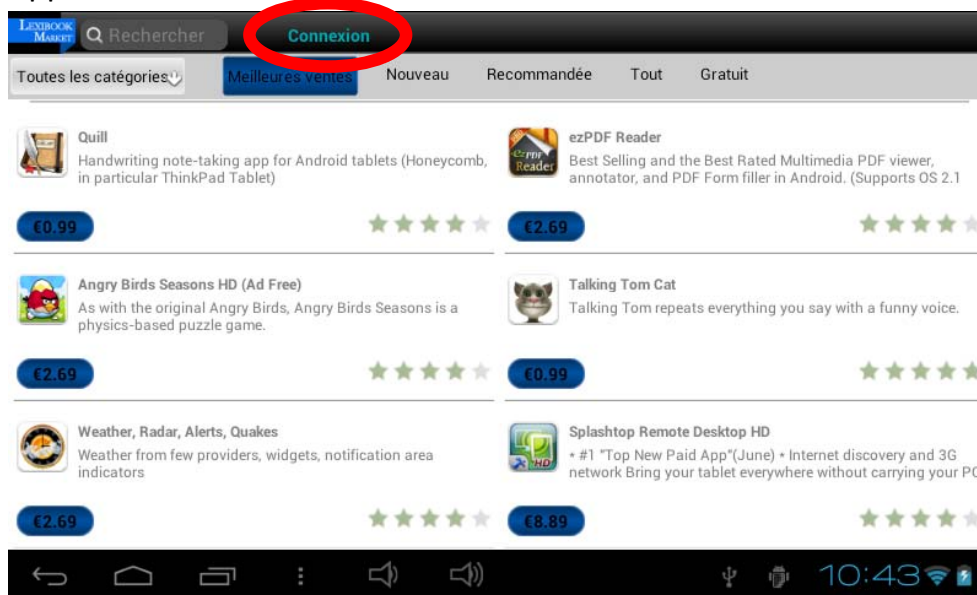 LEXIBOOK
MARKET
Rechercher
Connexion
Toutes les catégories
Meilleures ventes
Nouveau
Recommandée
Tout
Gratuit
Quill
Handwriting note-taking app for Android tablets (Honeycomb,
in particular ThinkPad Tablet)
€0.99
ezPDF Reader
Best Selling and the Best Rated Multimedia PDF viewer,
annotator, and PDF Form filler in Android. (Supports OS 2.1
ezPDF
Reader
€2.69
Angry Birds Seasons HD (Ad Free)
As with the original Angry Birds, Angry Birds Seasons is a
physics-based puzzle game.
€2.69
Talking Tom Cat
Talking Tom repeats everything you say with a funny voice.
€0.99
Weather, Radar, Alerts, Quakes
Weather from few providers, widgets, notification area
indicators
€2.69
Splashtop Remote Desktop HD
* #1 "Top New Paid App"(June) * Internet discovery and 3G
network Bring your tablet everywhere without carrying your PC
HD
€8.89
10:43